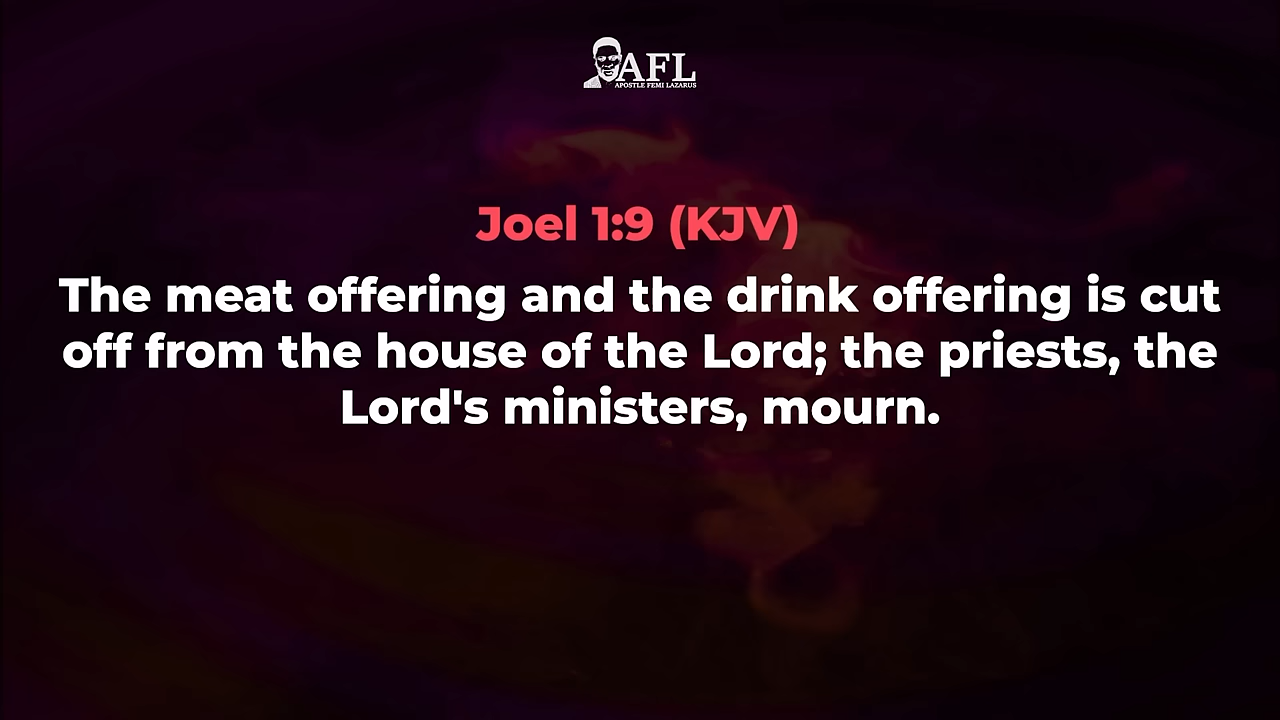 AFL
APOSTLE FEMI LAZARUS
Joel 1:9 (KJV)
The meat offering and the drink offering is cut
off from the house of the Lord; the priests, the
Lord's ministers, mourn.